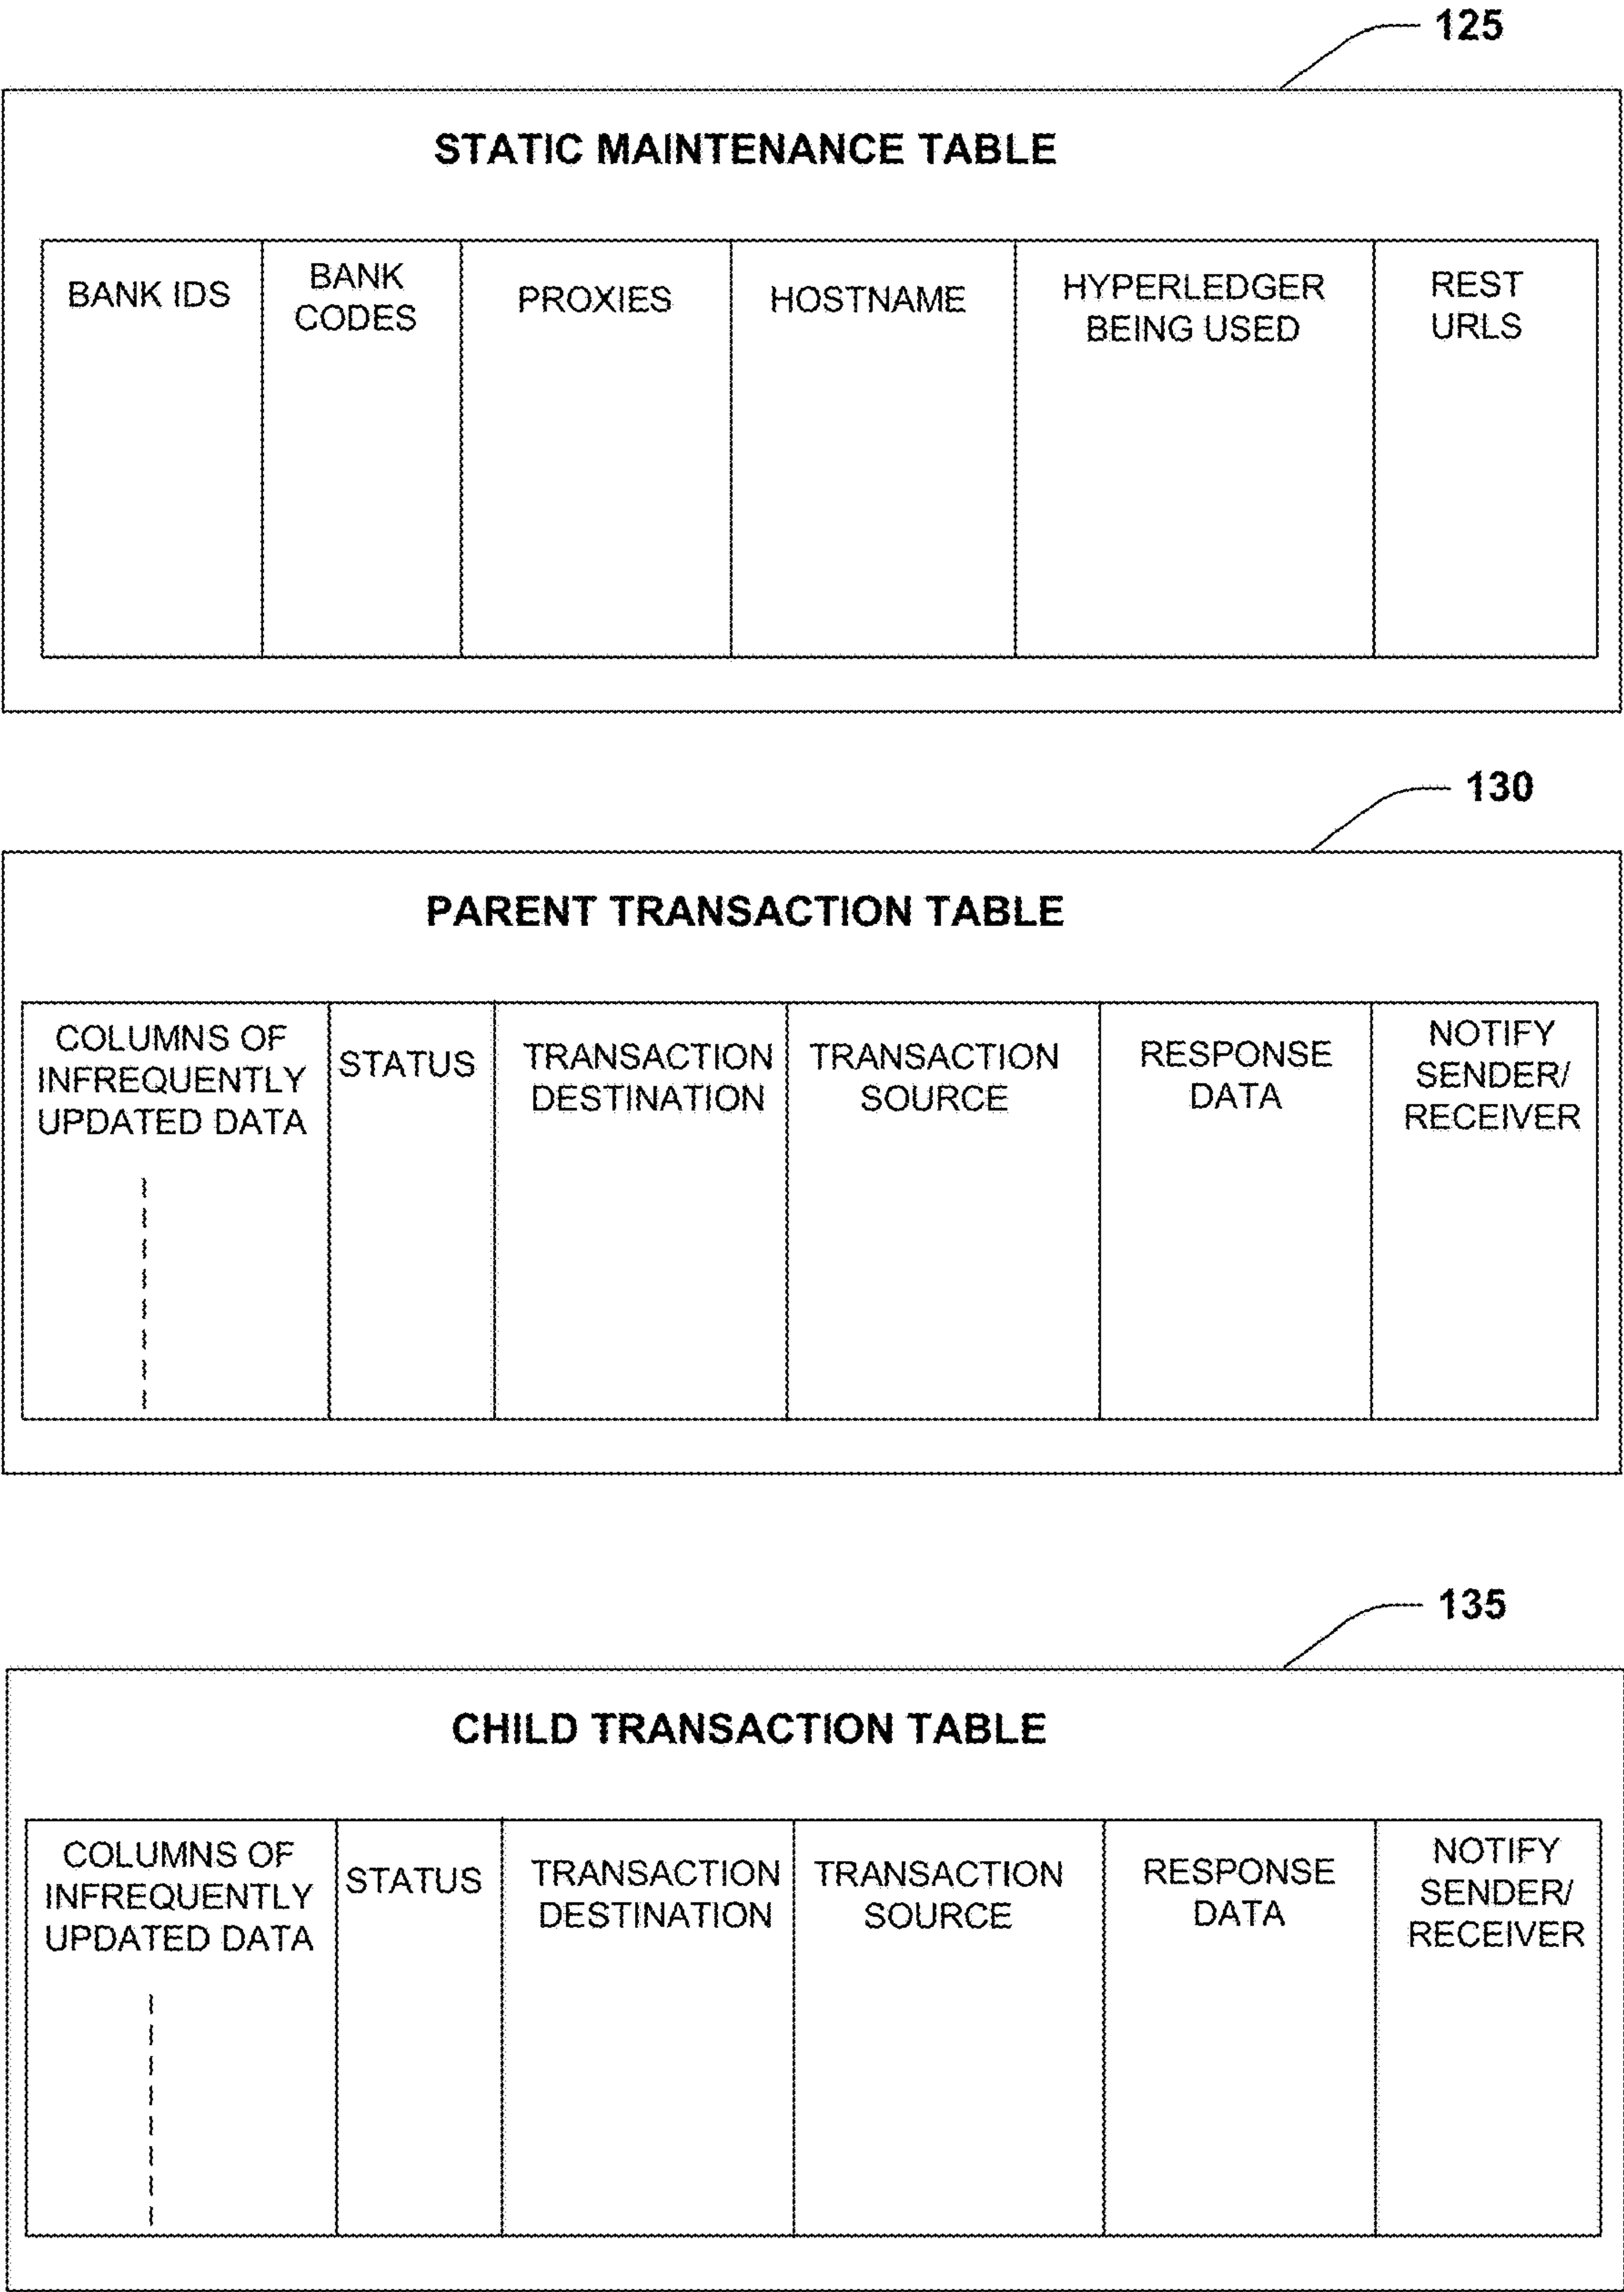 125
STATIC MAINTENANCE TABLE
BANK IDS
BANK
CODES
PROXIES
HOSTNAME
HYPERLEDGER
BEING USED
REST
URLS
130
PARENT TRANSACTION TABLE
COLUMNS OF
INFREQUENTLY
UPDATED DATA
STATUS
TRANSACTION
DESTINATION
TRANSACTION
SOURCE
RESPONSE
DATA
NOTIFY
SENDER/
RECEIVER
135
CHILD TRANSACTION TABLE
COLUMNS OF
INFREQUENTLY
UPDATED DATA
STATUS
TRANSACTION
DESTINATION
TRANSACTION
SOURCE
RESPONSE
DATA
NOTIFY
SENDER/
RECEIVER